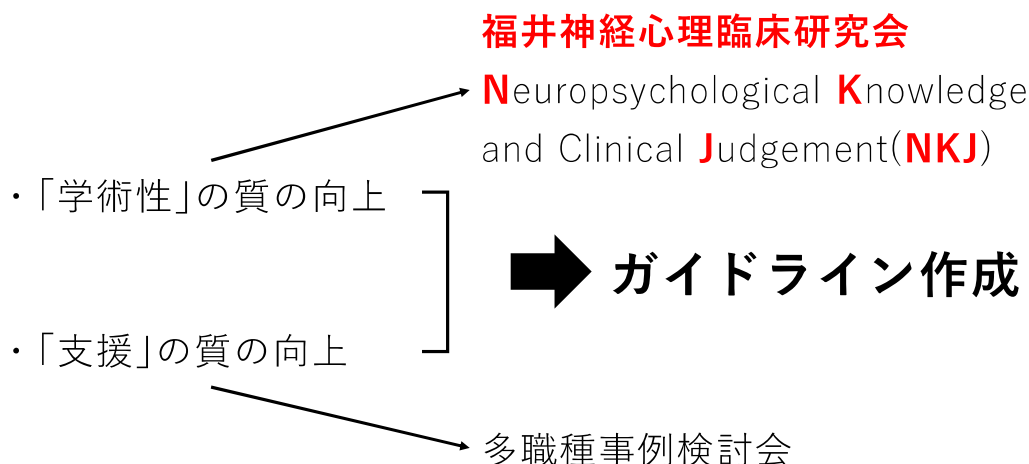 福井神経心理臨床研究会
Neuropsychological Knowledge
and Clinical Judgement(NKJ)
・「学術性」の質の向上
ガイドライン作成
・「支援」の質の向上
多職種事例検討会